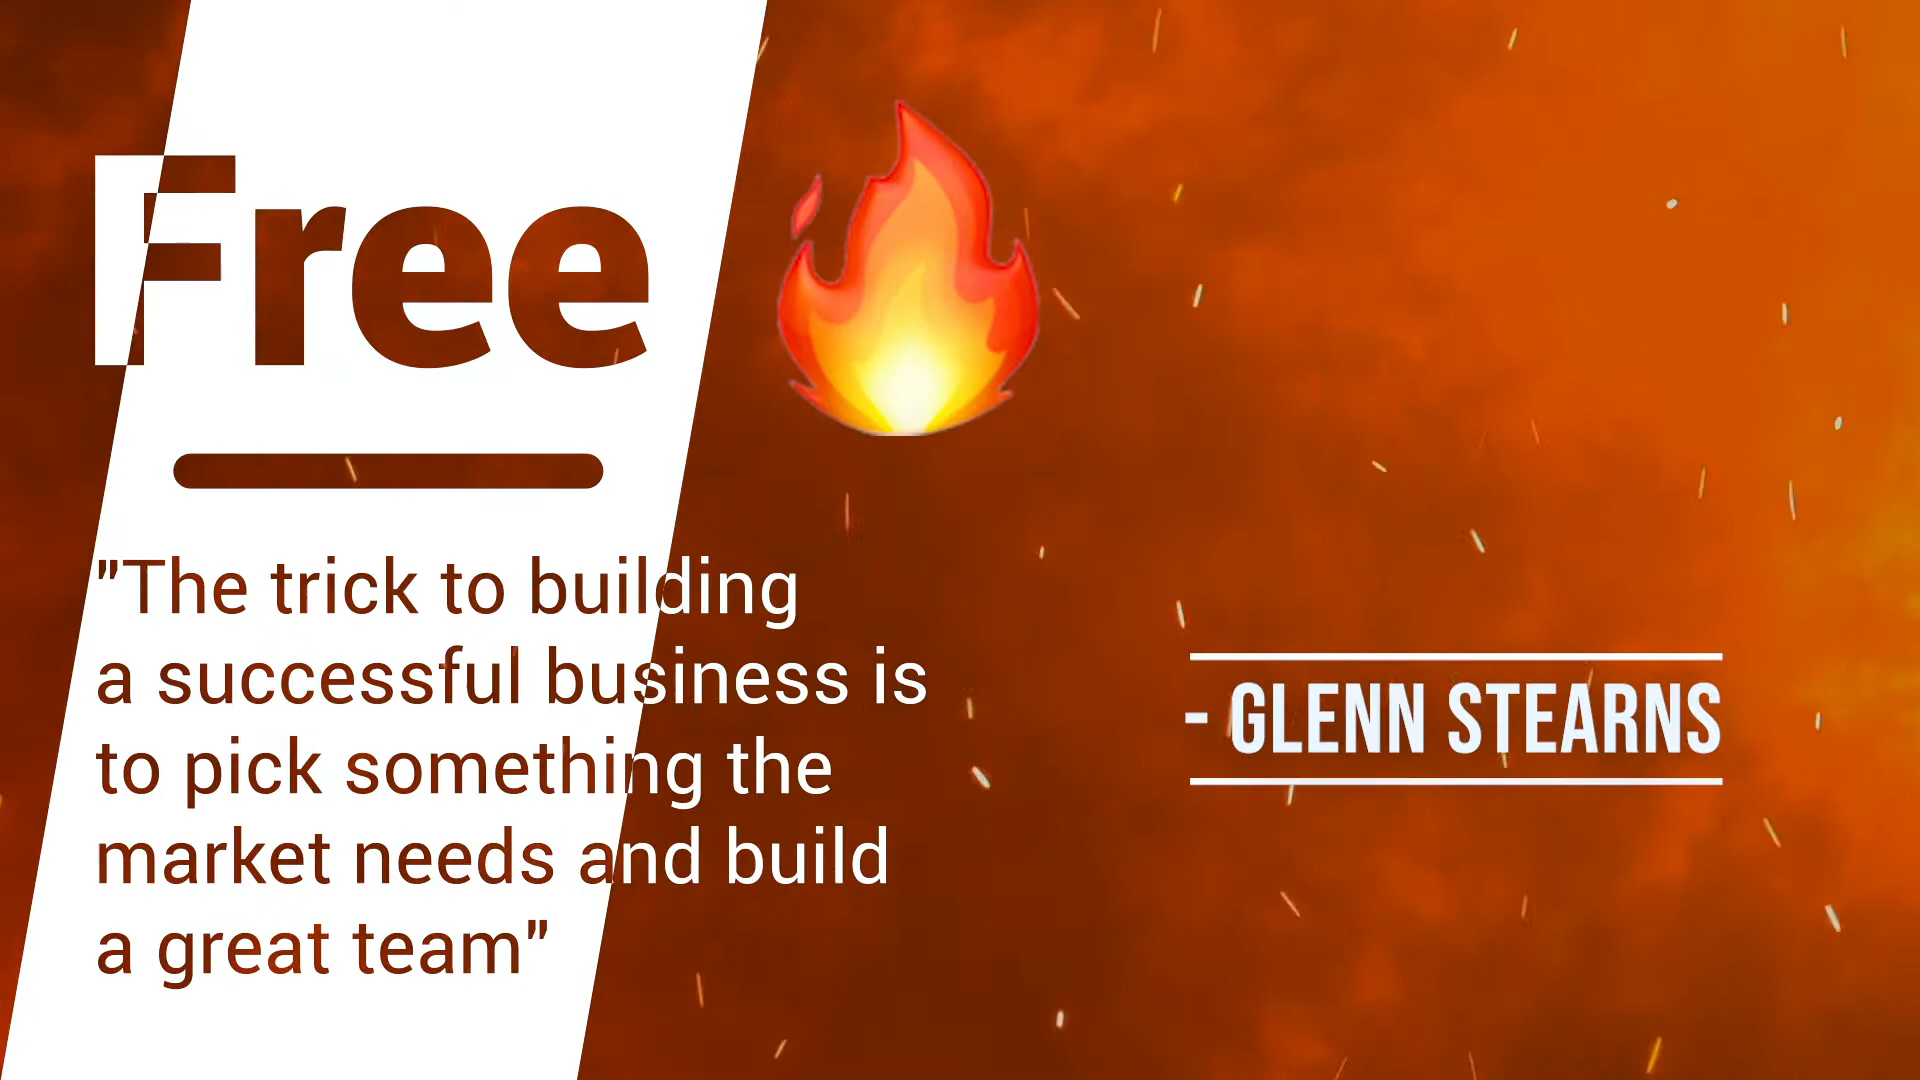 Free
"The trick to building
a successful business is
to pick something the
market needs and build
a great team"
- GLENN STEARNS